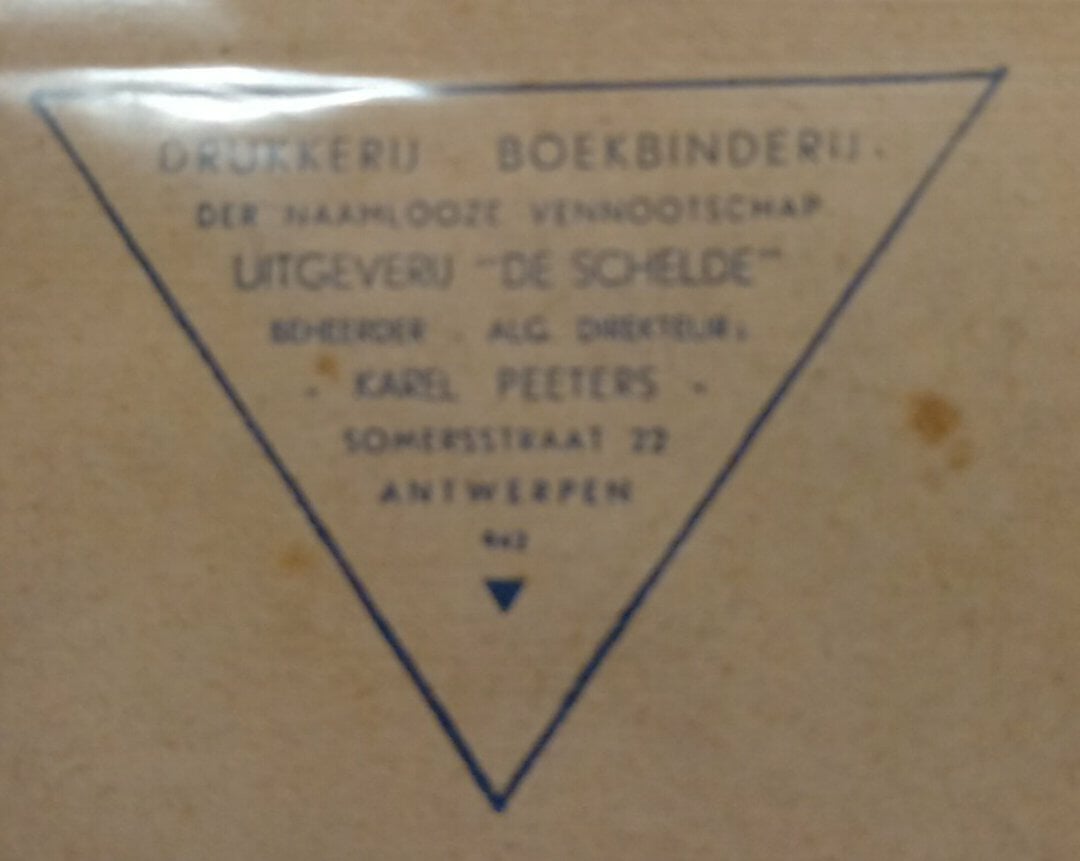 DRUKKERIJ BOEKBINDERIJ.
DER NAAMLOOZE VENNOOTSCHAP
UITGEVERIJ "DE SCHELDE"
BEHEERDER - ALG. DIREKTEUR:
- KAREL PEETERS -
SOMERSSTRAAT 22
ANTWERPEN